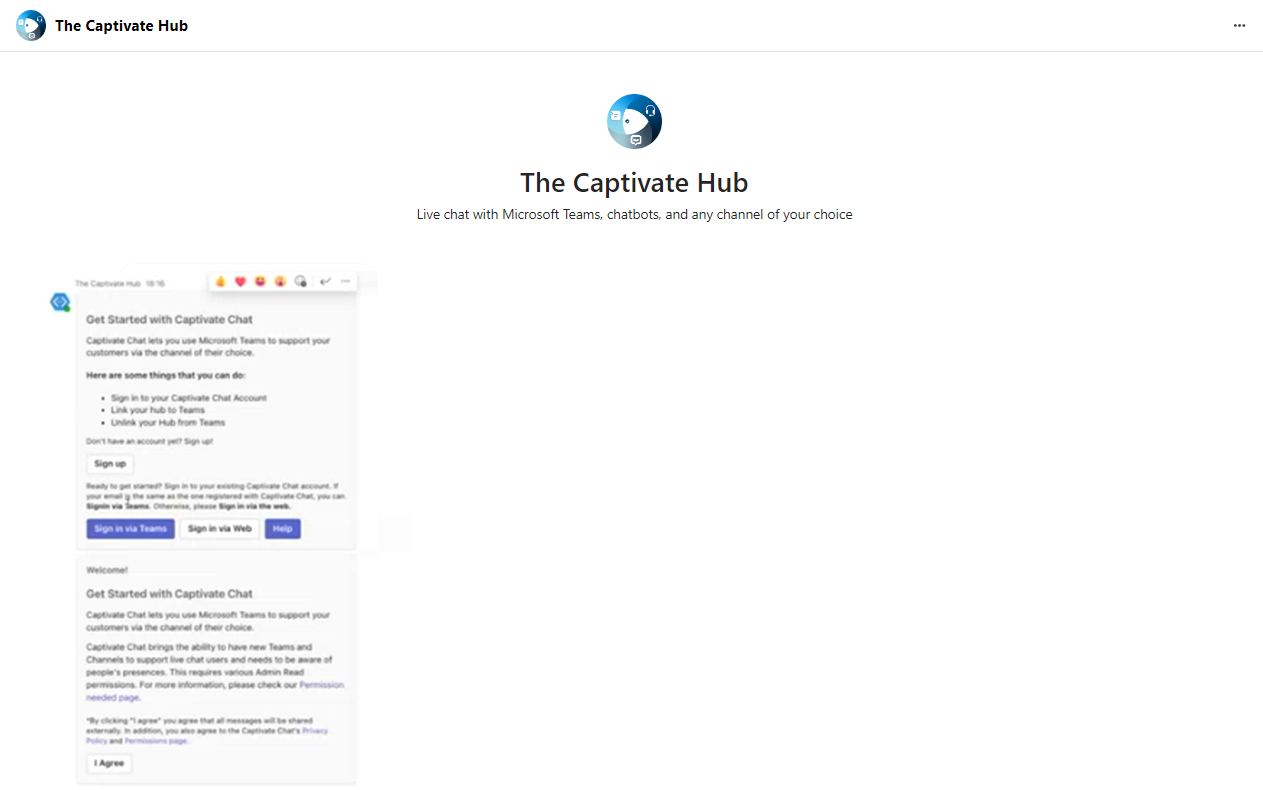 The Captivate Hub
The Captivate Hub
Live chat with Microsoft Teams, chatbots, and any channel of your choice
The Captivate Hub 18:16
Get Started with Captivate Chat
Captivate Chat lets you use Microsoft Teams to support your
customers via the channel of their choice.
Here are some things that you can do:
• Sign in to your Captivate Chat Account
• Link your hub to Teams
• Unlink your Hub from Teams
Don't have an account yet? Sign up!
Sign up
Ready to get started? Sign in to your existing Captivate Chat account. If
your email is the same as the one registered with Captivate Chat, you can
Signin via Teams. Otherwise, please Sign in via the web.
Sign in via Teams Sign in via Web Help
Welcome!
Get Started with Captivate Chat
Captivate Chat lets you use Microsoft Teams to support your
customers via the channel of their choice.
Captivate Chat brings the ability to have new Teams and
Channels to support live chat users and needs to be aware of
people's presences. This requires various Admin Read
permissions. For more information, please check our Permission
needed page.
*By clicking "I agree" you agree that all messages will be shared
externally. In addition, you also agree to the Captivate Chat's Privacy
Policy and Permissions page.
I Agree